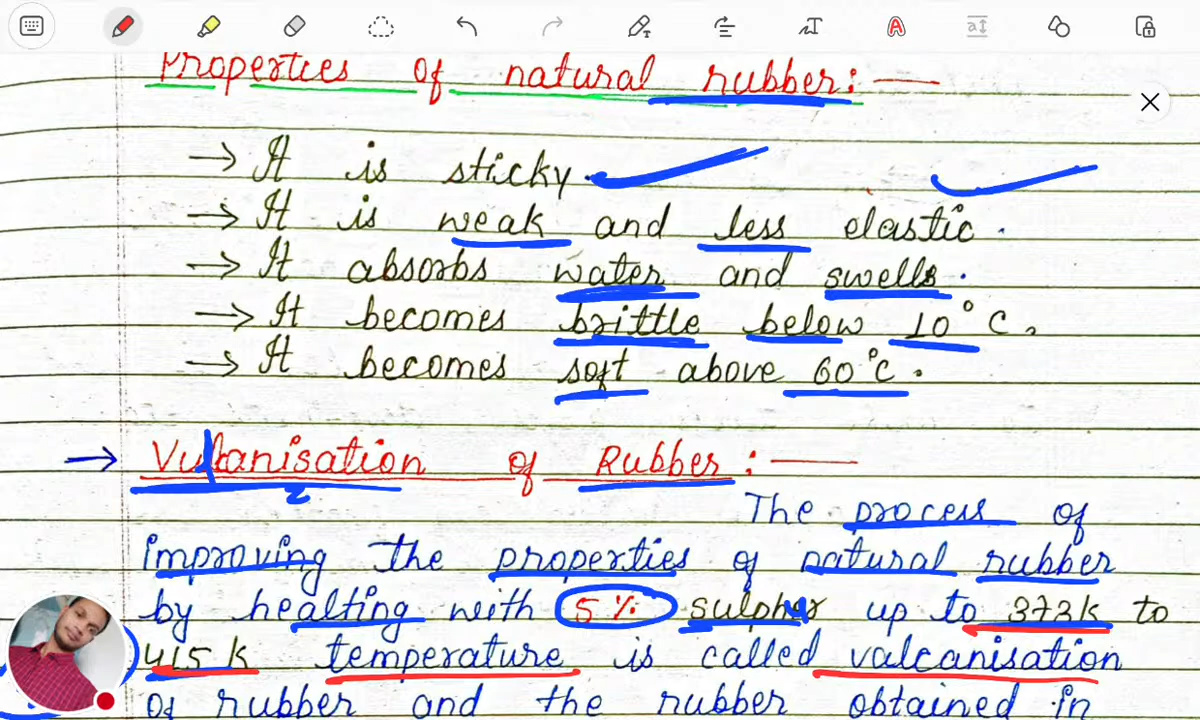 Properties of natural rubber: —
→ It is sticky.
→ It is weak and less elastic.
→ It absorbs water and swells.
→ It becomes brittle below 10°C.
→ It becomes soft above 60°C.
→ Vulcanisation of Rubber: —
The process of
improving the properties of natural rubber
by healting with 5% sulphur up to 373k to
415 k temperature is called valcanisation
of rubber and the rubber obtained in